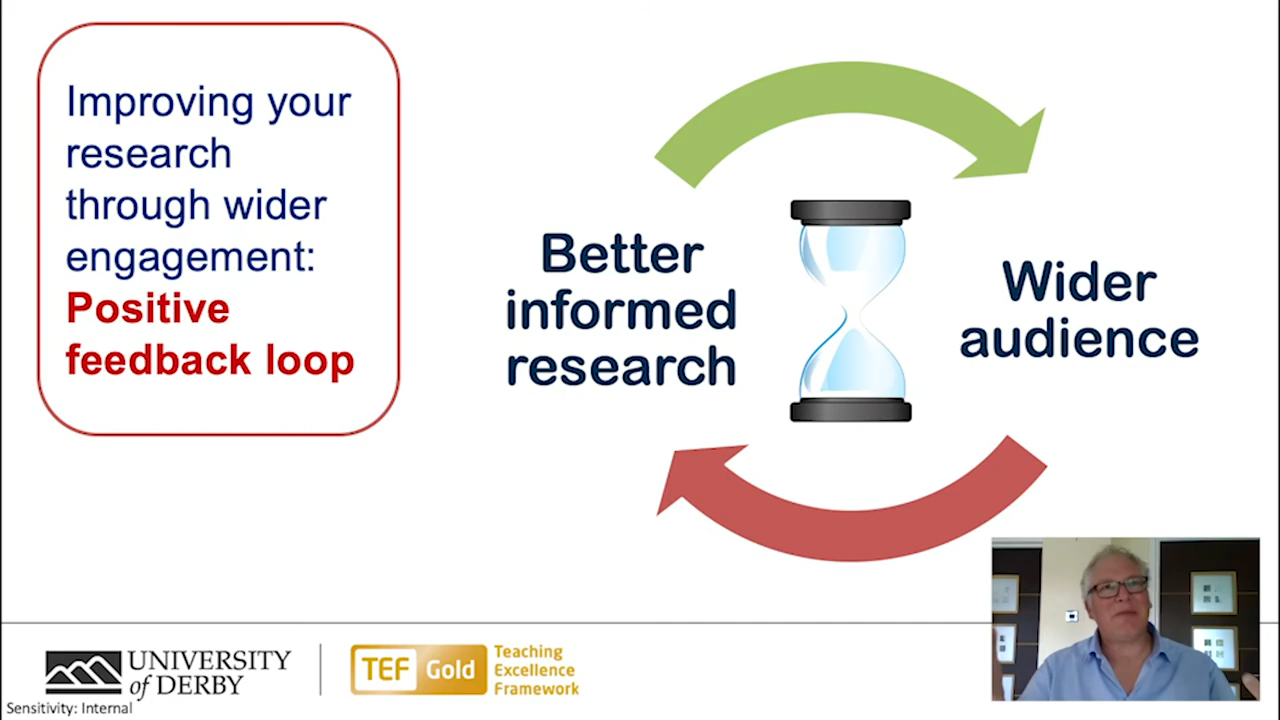 Improving your
research
through wider
engagement:
Positive
feedback loop
Better
informed
research
Wider
audience
UNIVERSITY
of DERBY
TEF Gold
Teaching
Excellence
Framework
Sensitivity: Internal